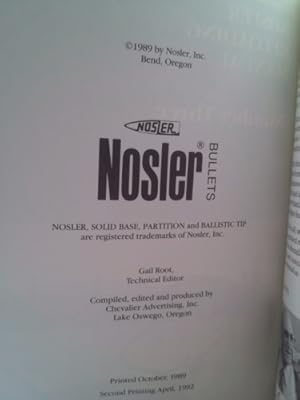 ©1989 by Nosler, Inc.
Bend, Oregon
NOSLER
Nosler®
BULLETS
NOSLER, SOLID BASE, PARTITION and BALLISTIC TIP
are registered trademarks of Nosler, Inc.
Gail Root,
Technical Editor
Compiled, edited and produced by
Chevalier Advertising, Inc.
Lake Oswego, Oregon
Printed October, 1989
Second Printing April, 1992